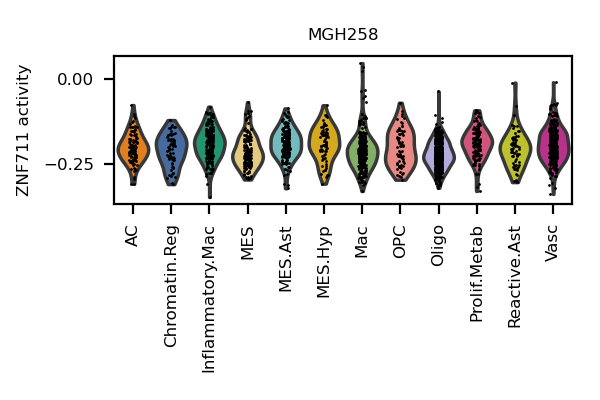 MGH258
ZNF711 activity
0.00
−0.25
AC
Chromatin.Reg
Inflammatory.Mac
MES
MES.Ast
MES.Hyp
Mac
OPC
Oligo
Prolif.Metab
Reactive.Ast
Vasc